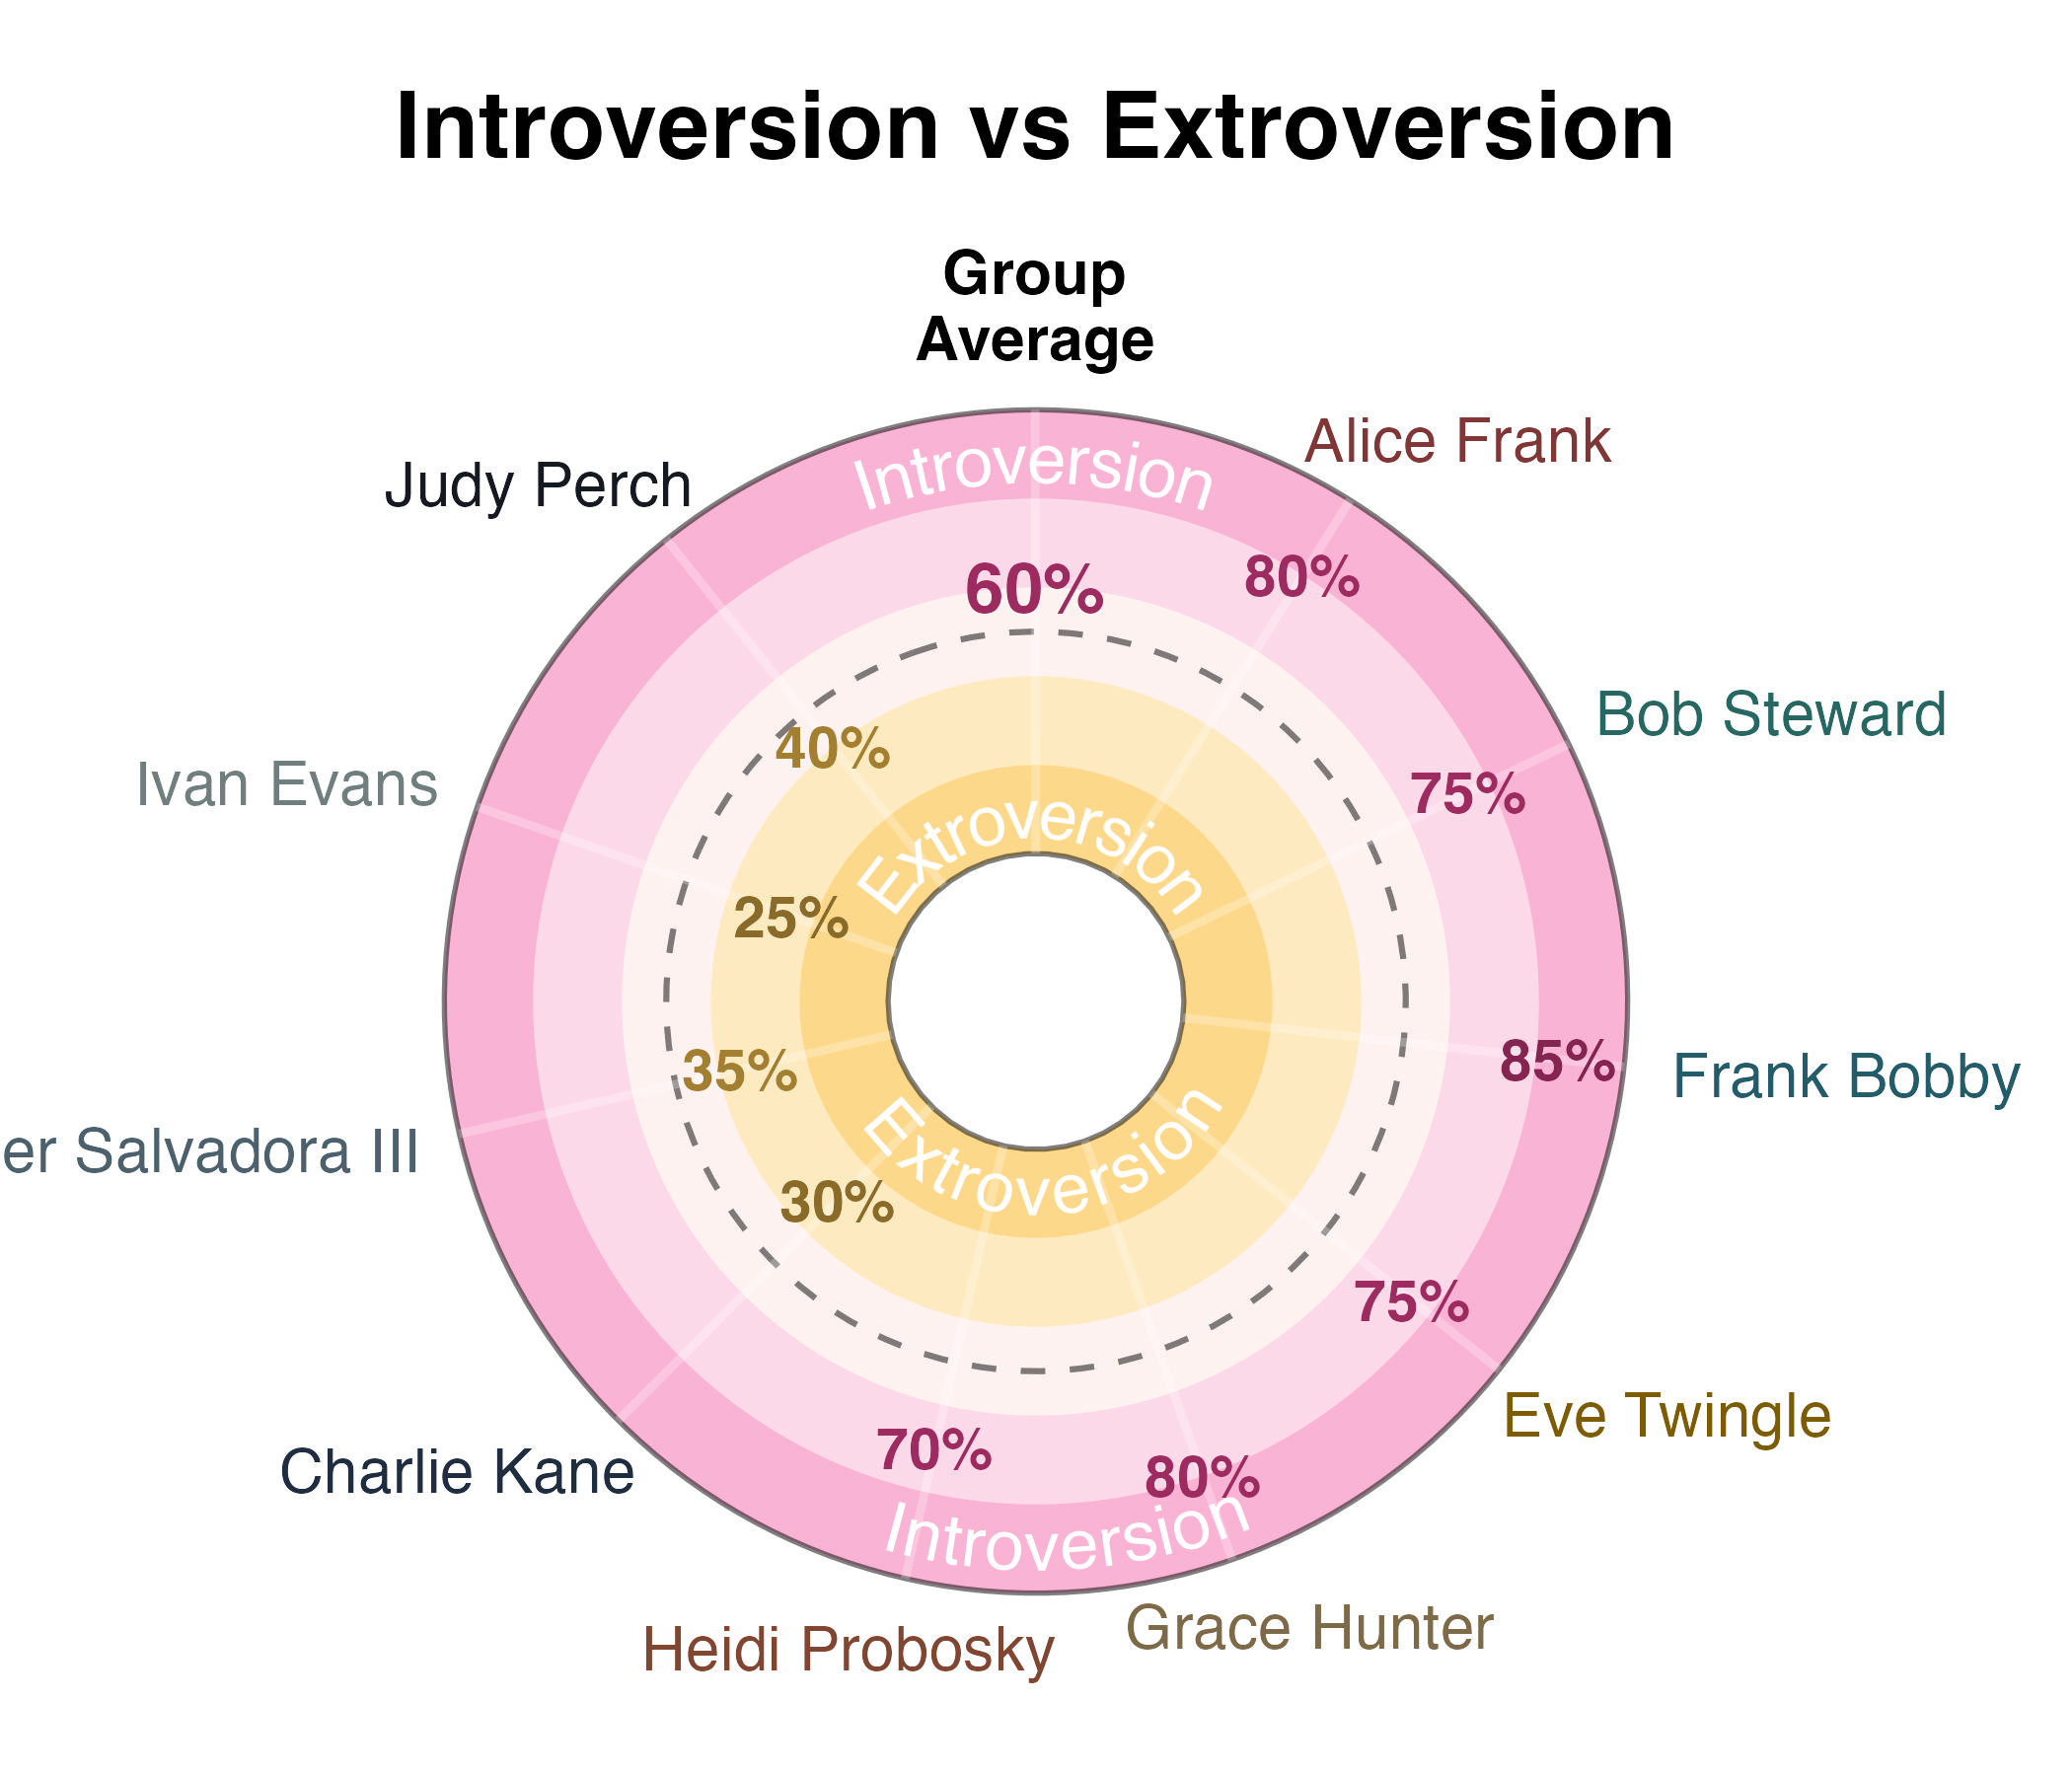 Introversion vs Extroversion
Group
Average
Alice Frank
Judy Perch
Introversion
60%
80%
Bob Steward
40%
75%
Ivan Evans
Extroversion
25%
85%
Frank Bobby
35%
er Salvadora III
Extroversion
30%
75%
Eve Twingle
Charlie Kane
70%
80%
Introversion
Grace Hunter
Heidi Probosky